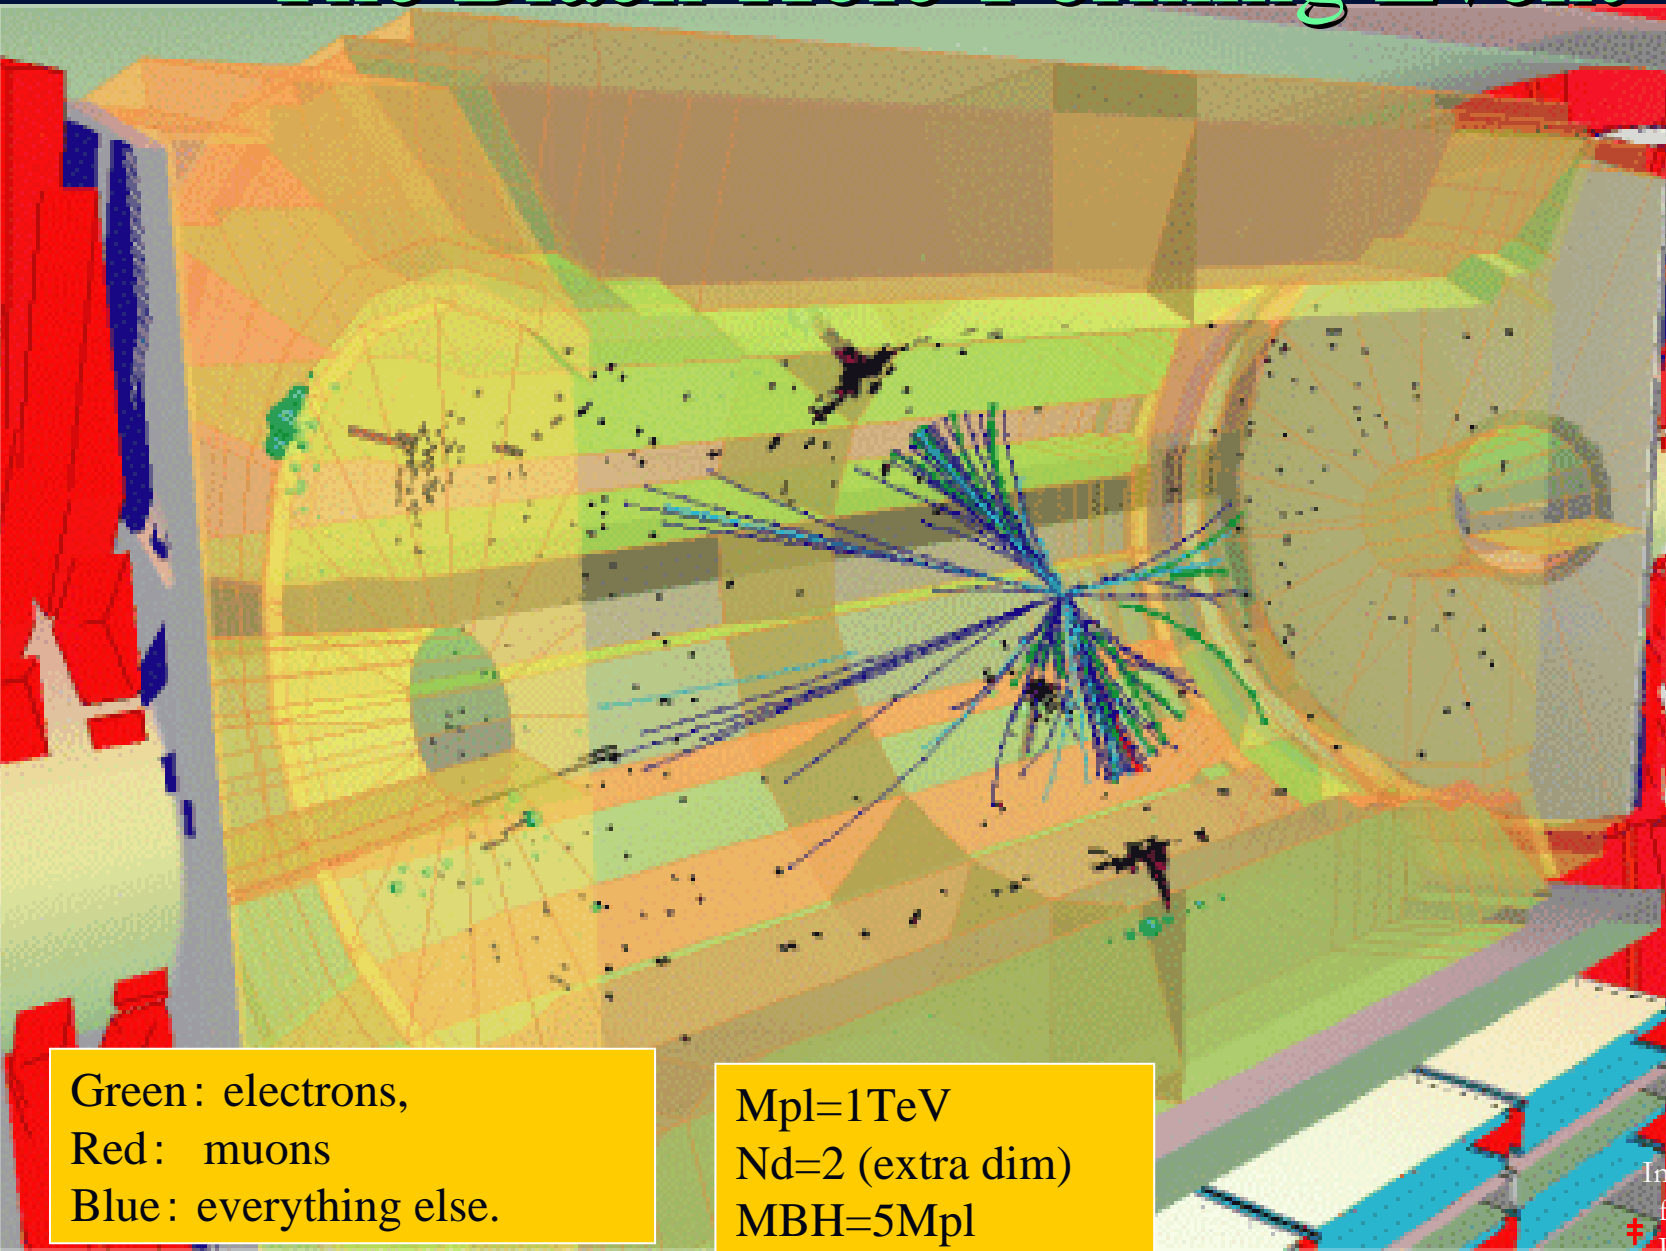 Green: electrons,
Red: muons
Blue: everything else.
Mpl=1TeV
Nd=2 (extra dim)
MBH=5Mpl